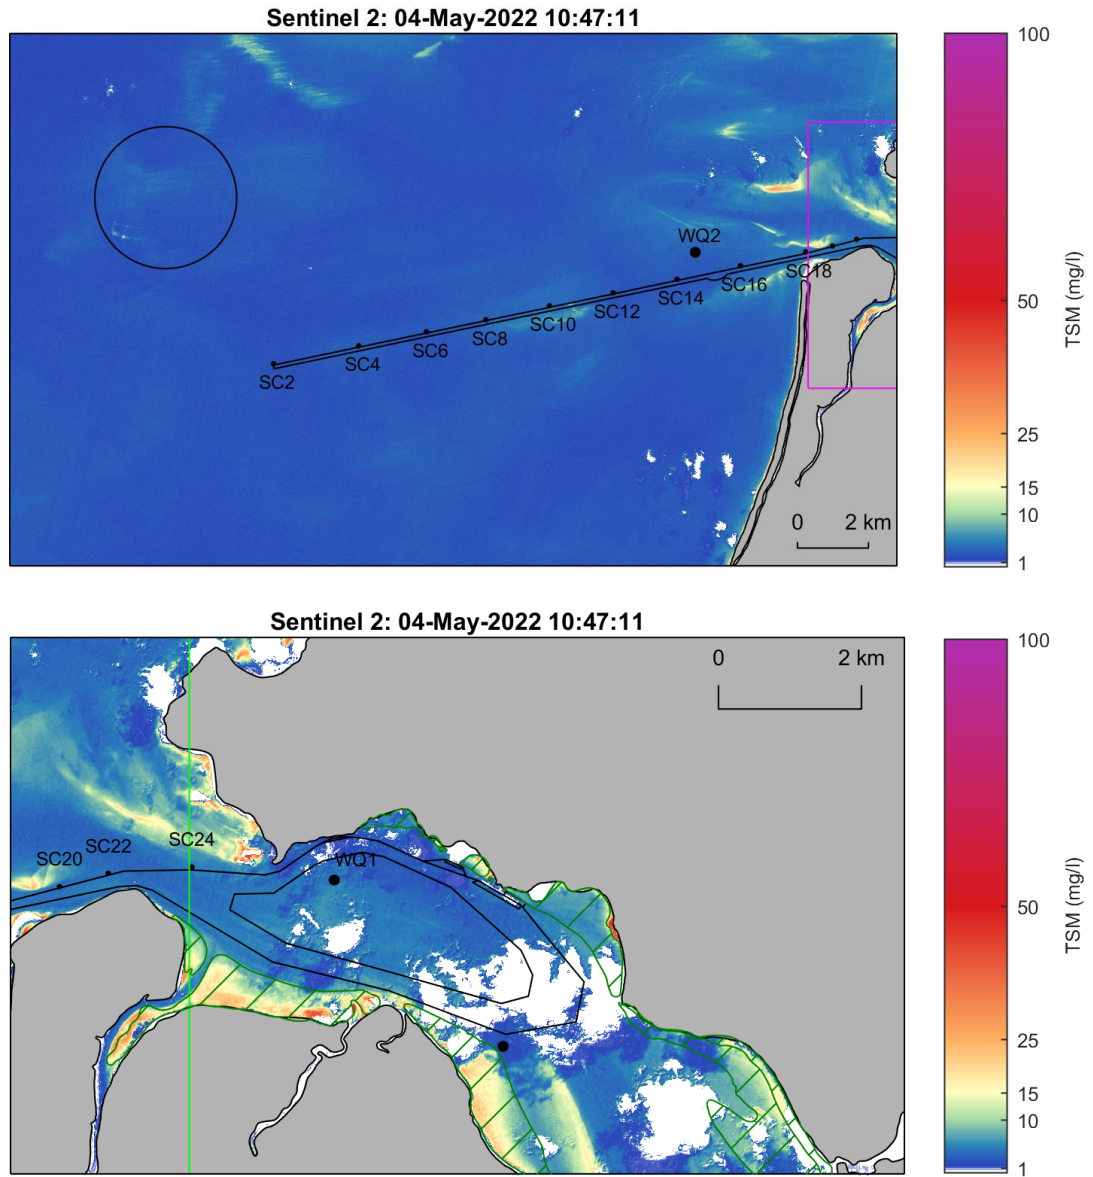 Sentinel 2: 04-May-2022 10:47:11
100
50
25
15
10
1
TSM (mg/l)
WQ2
SC18
SC16
SC14
SC12
SC10
SC8
SC6
SC4
SC2
0 2 km
Sentinel 2: 04-May-2022 10:47:11
0 2 km
SC24
SC22
SC20
WQ1
100
50
25
15
10
1
TSM (mg/l)